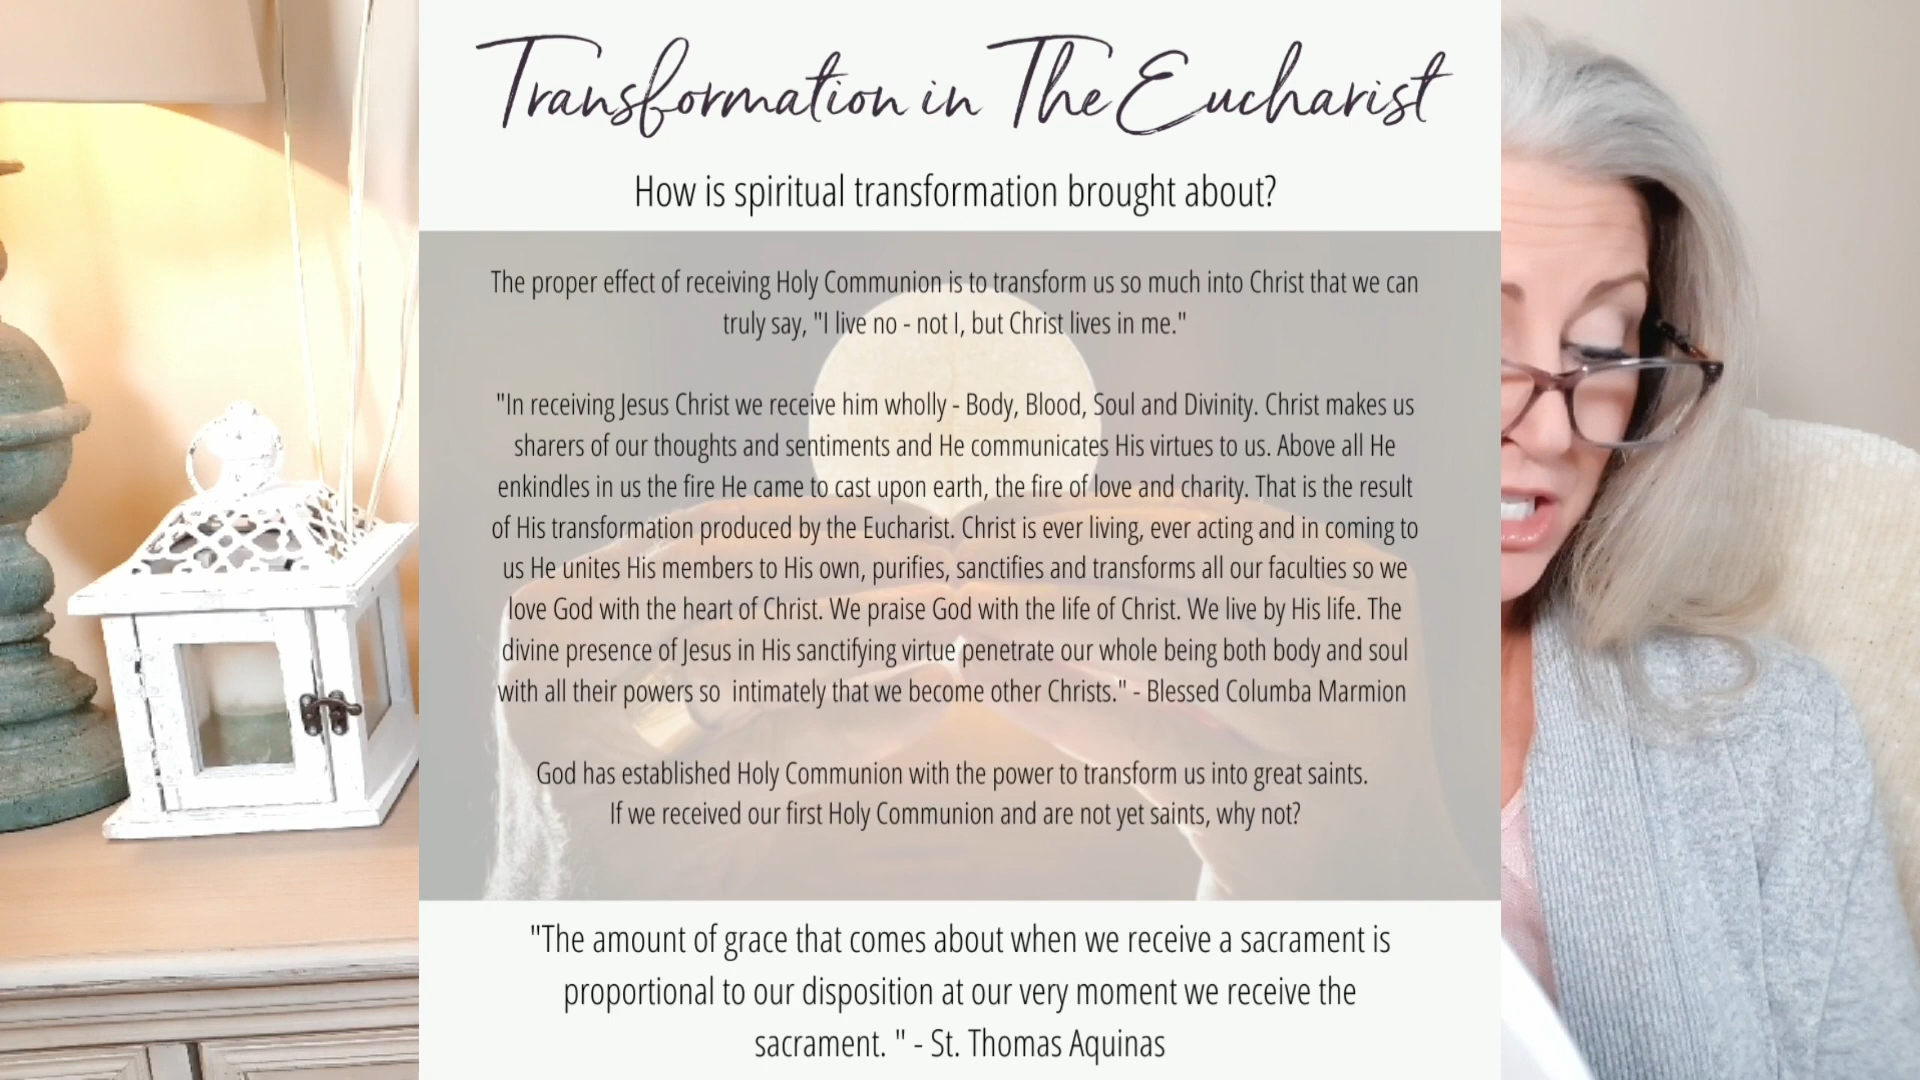 Transformation in The Eucharist
How is spiritual transformation brought about?
The proper effect of receiving Holy Communion is to transform us so much into Christ that we can
truly say, "I live no - not I, but Christ lives in me."
"In receiving Jesus Christ we receive him wholly - Body, Blood, Soul and Divinity. Christ makes us
sharers of our thoughts and sentiments and He communicates His virtues to us. Above all He
enkindles in us the fire He came to cast upon earth, the fire of love and charity. That is the result
of His transformation produced by the Eucharist. Christ is ever living, ever acting and in coming to
us He unites His members to His own, purifies, sanctifies and transforms all our faculties so we
love God with the heart of Christ. We praise God with the life of Christ. We live by His life. The
divine presence of Jesus in His sanctifying virtue penetrate our whole being both body and soul
with all their powers so intimately that we become other Christs." - Blessed Columba Marmion
God has established Holy Communion with the power to transform us into great saints.
If we received our first Holy Communion and are not yet saints, why not?
"The amount of grace that comes about when we receive a sacrament is
proportional to our disposition at our very moment we receive the
sacrament. " - St. Thomas Aquinas